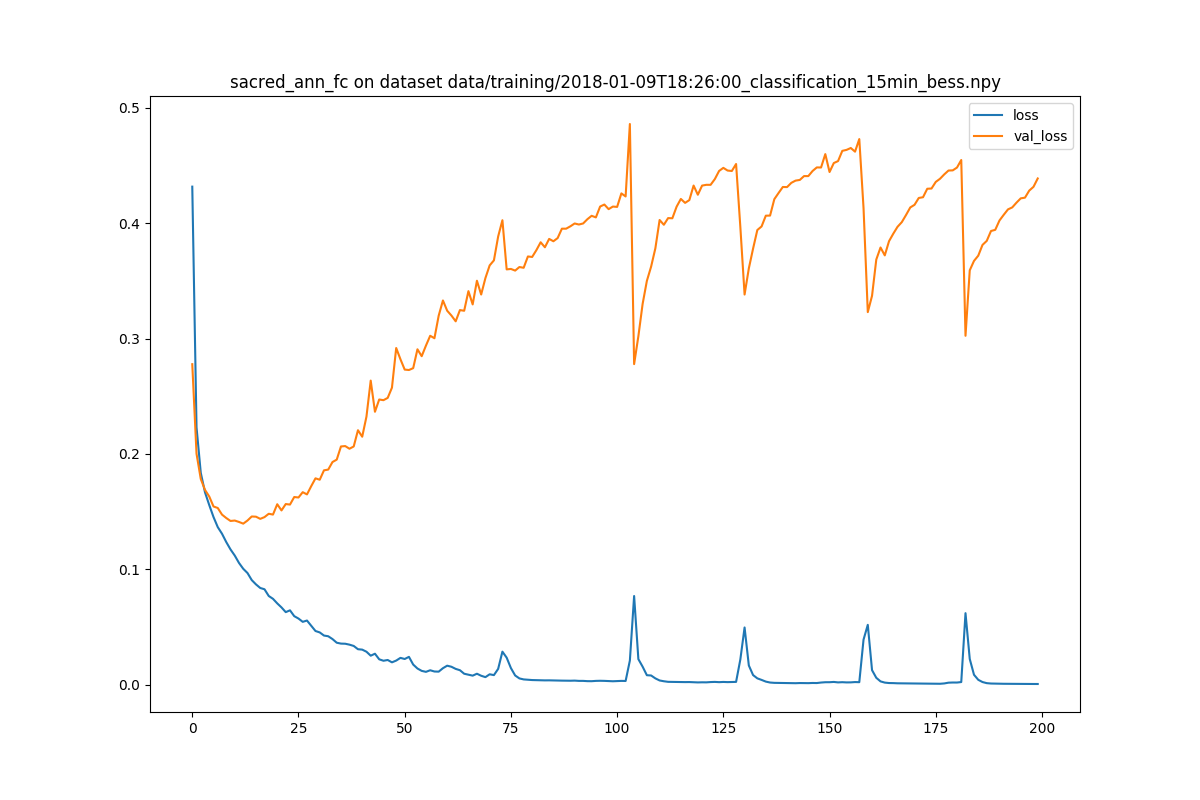 sacred_ann_fc on dataset data/training/2018-01-09T18:26:00_classification_15min_bess.npy
loss
val_loss
0.5
0.4
0.3
0.2
0.1
0.0
0 25 50 75 100 125 150 175 200